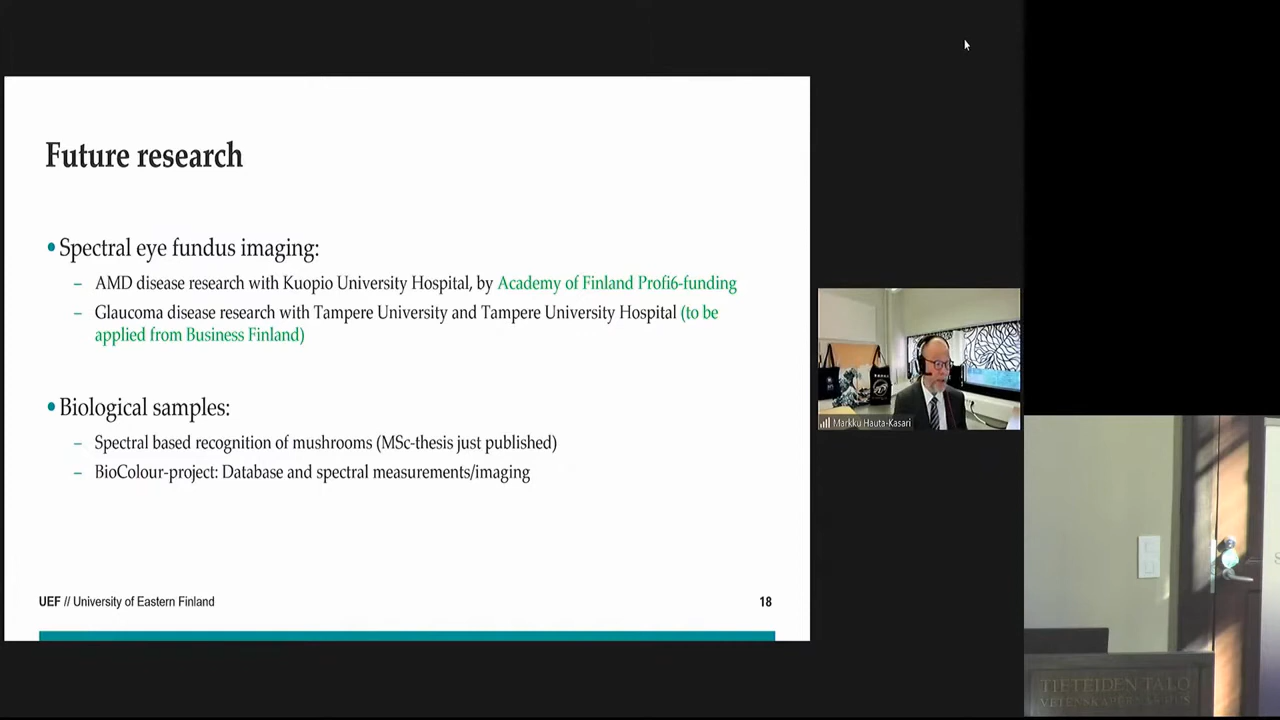 Future research
•Spectral eye fundus imaging:
– AMD disease research with Kuopio University Hospital, by Academy of Finland Profi6-funding
– Glaucoma disease research with Tampere University and Tampere University Hospital (to be
applied from Business Finland)
•Biological samples:
– Spectral based recognition of mushrooms (MSc-thesis just published)
– BioColour-project: Database and spectral measurements/imaging
UEF // University of Eastern Finland
18
Markku Hauta-Kasari
TIETEIDEN TALO
VETENSKAPERNAS HUS